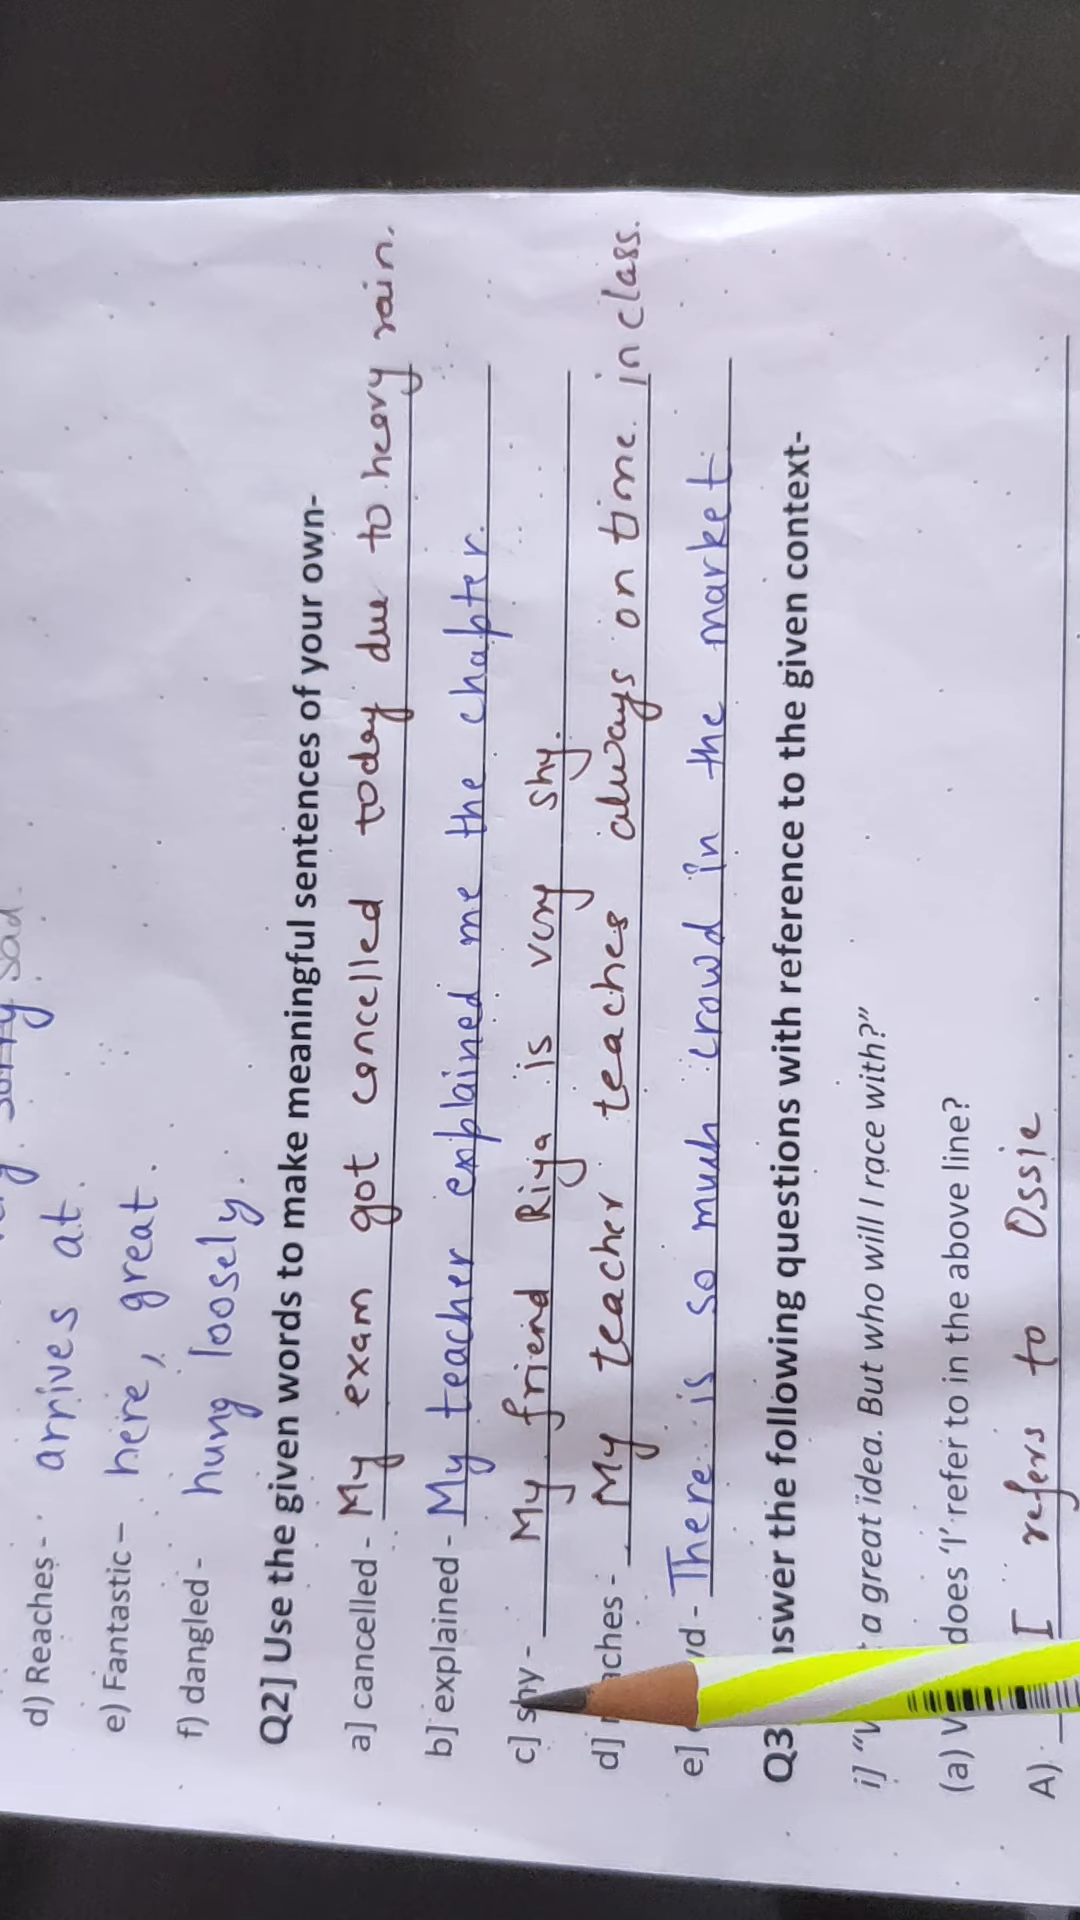 sorry sad.
d) Reaches - arrives at.
e) Fantastic – here, great.
f) dangled - hung loosely.
Q2] Use the given words to make meaningful sentences of your own-
a] cancelled - My exam got cancelled today due to heavy rain.
b] explained - My teacher explained me the chapter.
c] shy - My friend Riya is very shy.
d] My teacher teaches always on time in class.
e] There is so much crowd in the market.
Q3 the following questions with reference to the given context-
i] a great idea. But who will I race with?”
(a) does ‘I’ refer to in the above line?
A) I refers to Ossie